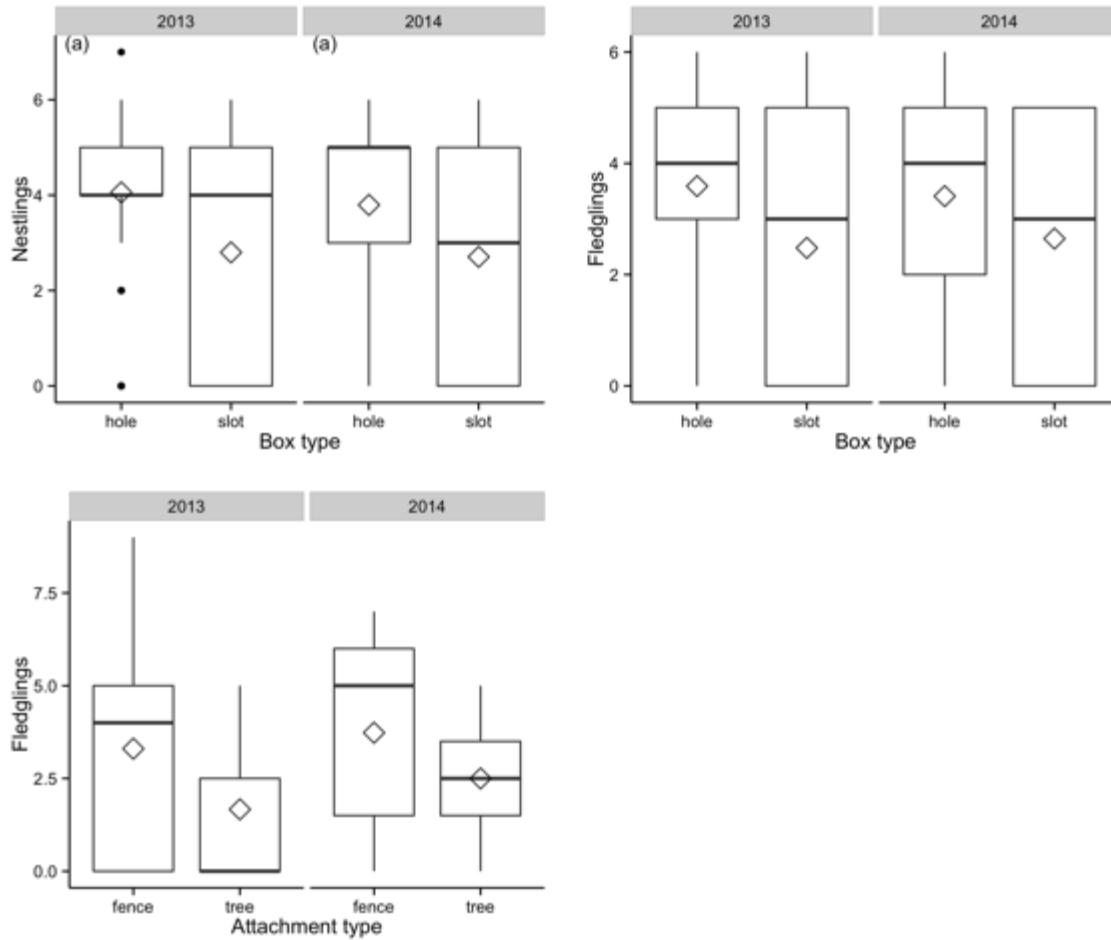 2013 2014
(a) (a)
Nestlings
6
4
2
0
hole slot hole slot
Box type
2013 2014
Fledglings
6
4
2
0
hole slot hole slot
Box type
2013 2014
Fledglings
7.5
5.0
2.5
0.0
fence tree fence tree
Attachment type